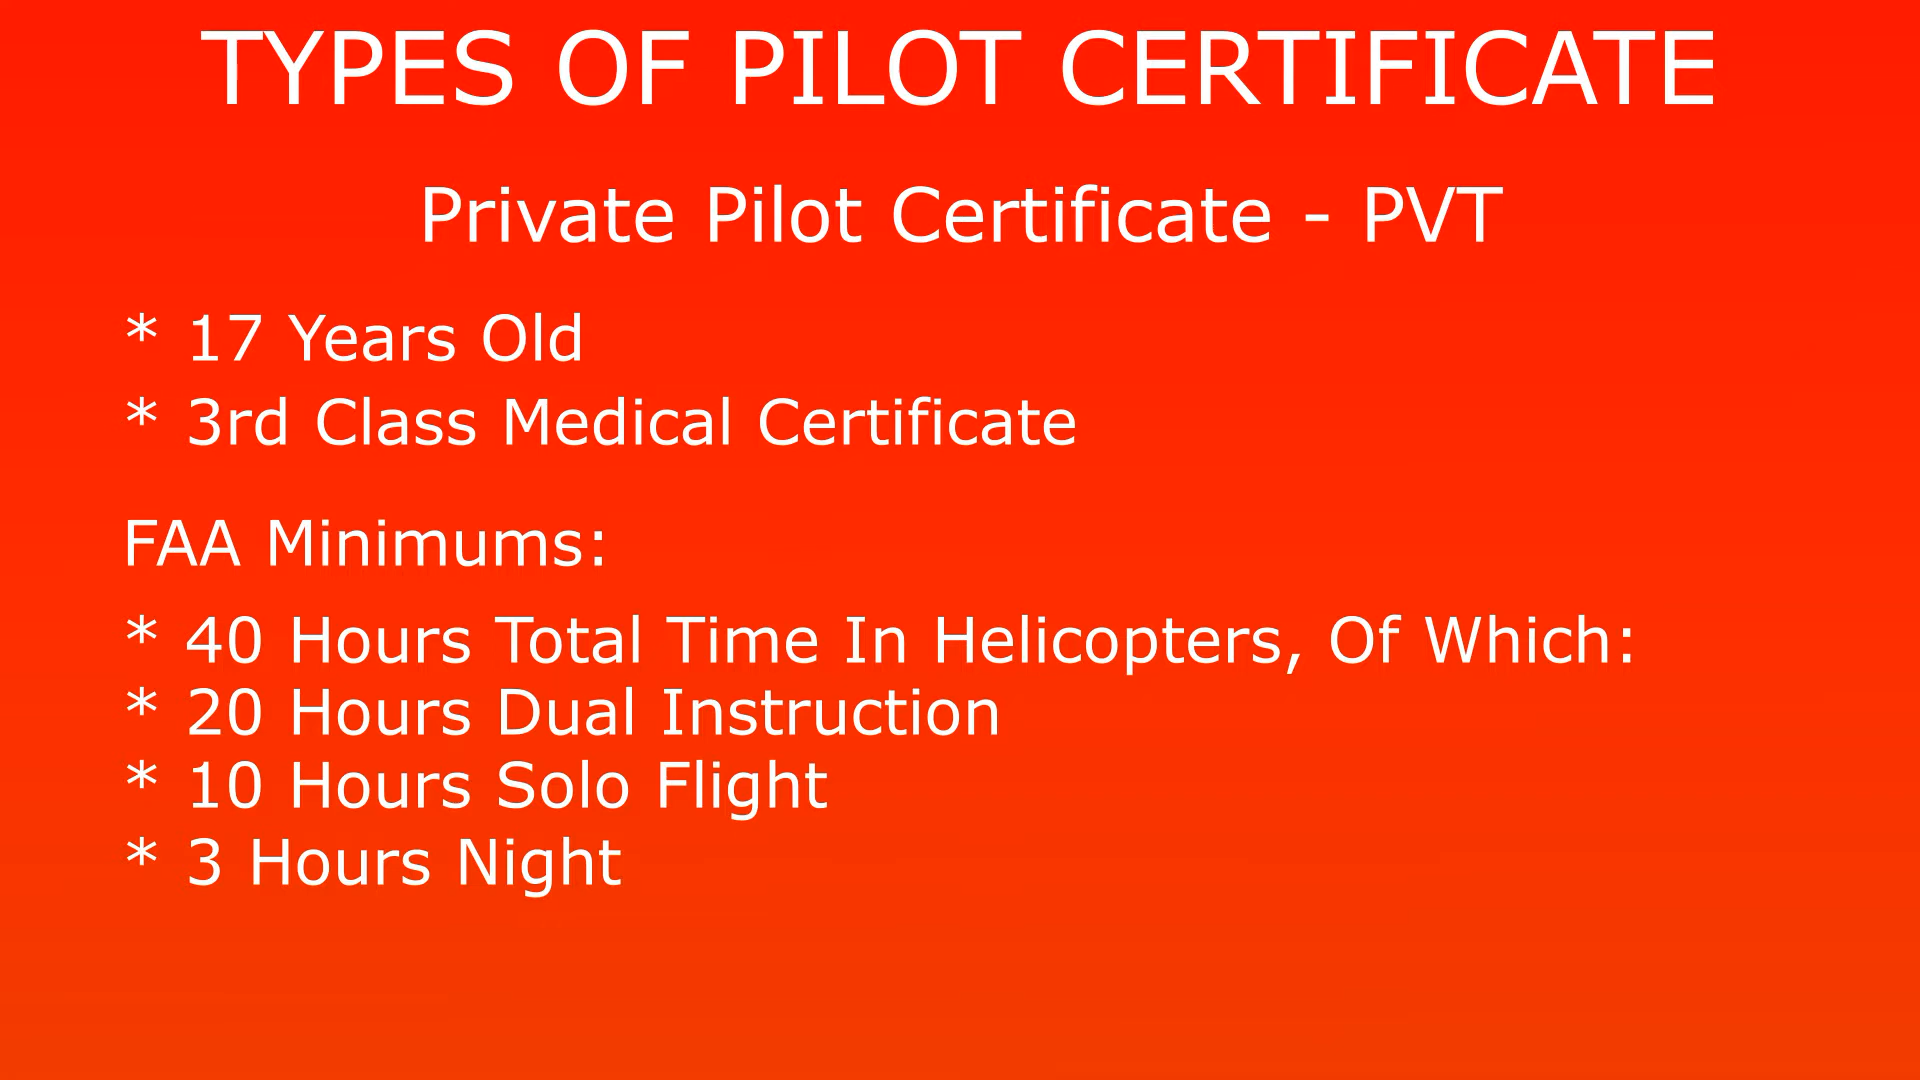 TYPES OF PILOT CERTIFICATE
Private Pilot Certificate - PVT
* 17 Years Old
* 3rd Class Medical Certificate
FAA Minimums:
* 40 Hours Total Time In Helicopters, Of Which:
* 20 Hours Dual Instruction
* 10 Hours Solo Flight
* 3 Hours Night